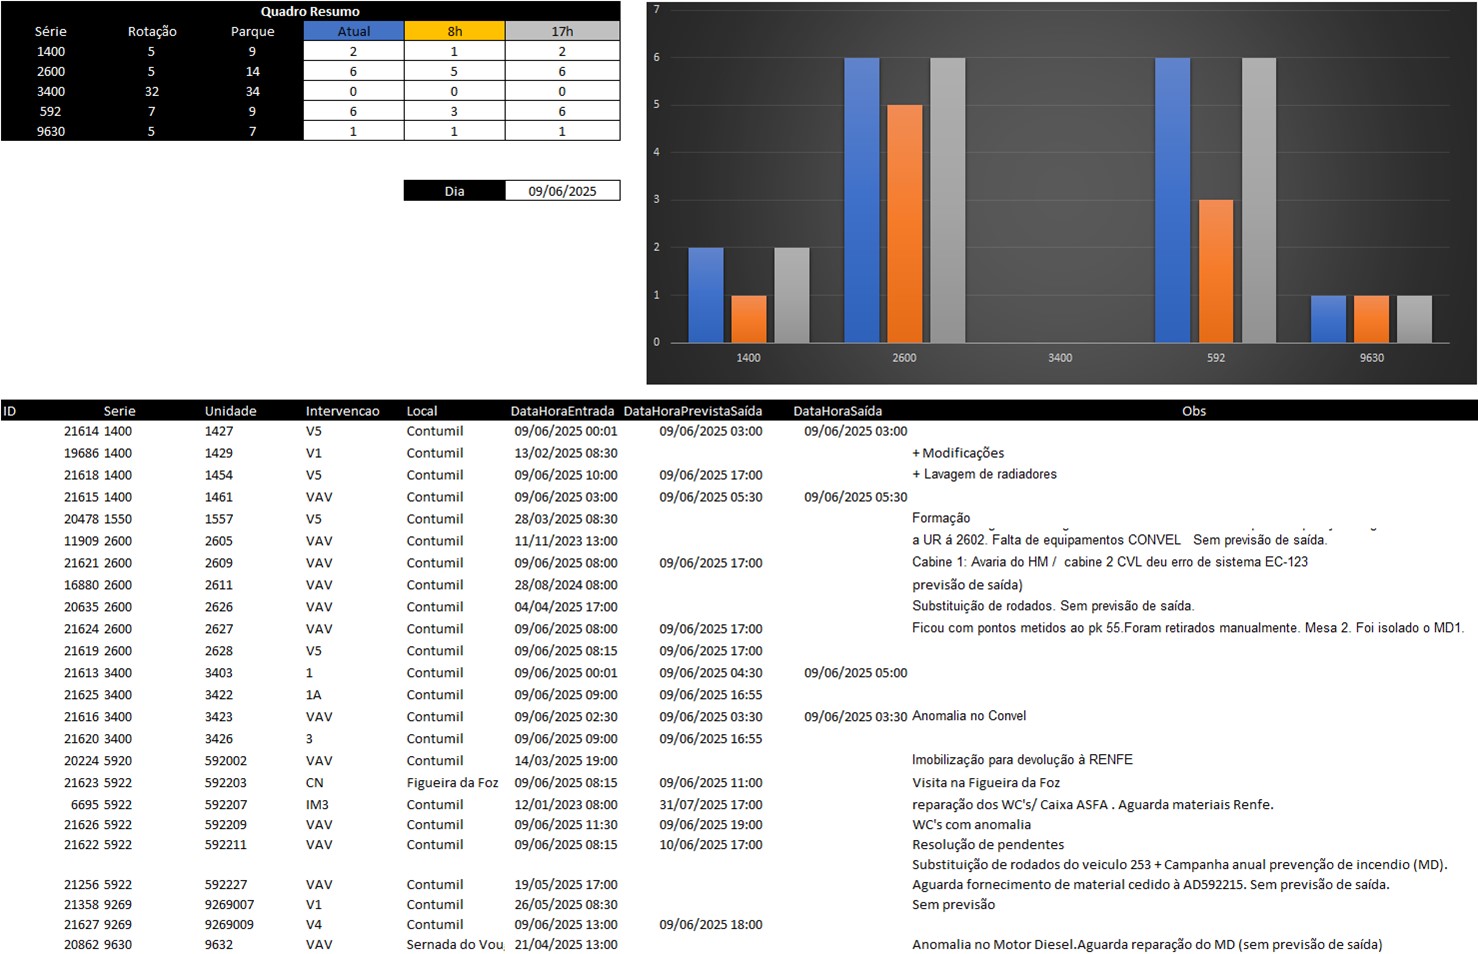 Quadro Resumo
Série Rotação Parque Atual 8h 17h
1400 5 9 2 1 2
2600 5 14 6 5 6
3400 32 34 0 0 0
592 7 9 6 3 6
9630 5 7 1 1 1
Dia 09/06/2025
7
6
5
4
3
2
1
0
1400 2600 3400 592 9630
ID Serie Unidade Intervencao Local DataHoraEntrada DataHoraPrevistaSaída DataHoraSaída Obs
21614 1400 1427 V5 Contumil 09/06/2025 00:01 09/06/2025 03:00 09/06/2025 03:00
19686 1400 1429 V1 Contumil 13/02/2025 08:30 + Modificações
21618 1400 1454 V5 Contumil 09/06/2025 10:00 09/06/2025 17:00 + Lavagem de radiadores
21615 1400 1461 VAV Contumil 09/06/2025 03:00 09/06/2025 05:30 09/06/2025 05:30
20478 1550 1557 V5 Contumil 28/03/2025 08:30 Formação
11909 2600 2605 VAV Contumil 11/11/2023 13:00 a UR á 2602. Falta de equipamentos CONVEL Sem previsão de saída.
21621 2600 2609 VAV Contumil 09/06/2025 08:00 09/06/2025 17:00 Cabine 1: Avaria do HM / cabine 2 CVL deu erro de sistema EC-123
16880 2600 2611 VAV Contumil 28/08/2024 08:00 previsão de saída)
20635 2600 2626 VAV Contumil 04/04/2025 17:00 Substituição de rodados. Sem previsão de saída.
21624 2600 2627 VAV Contumil 09/06/2025 08:00 09/06/2025 17:00 Ficou com pontos metidos ao pk 55.Foram retirados manualmente. Mesa 2. Foi isolado o MD1.
21619 2600 2628 V5 Contumil 09/06/2025 08:15 09/06/2025 17:00
21613 3400 3403 1 Contumil 09/06/2025 00:01 09/06/2025 04:30 09/06/2025 05:00
21625 3400 3422 1A Contumil 09/06/2025 09:00 09/06/2025 16:55
21616 3400 3423 VAV Contumil 09/06/2025 02:30 09/06/2025 03:30 09/06/2025 03:30 Anomalia no Convel
21620 3400 3426 3 Contumil 09/06/2025 09:00 09/06/2025 16:55
20224 5920 592002 VAV Contumil 14/03/2025 19:00 Imobilização para devolução à RENFE
21623 5922 592203 CN Figueira da Foz 09/06/2025 08:15 09/06/2025 11:00 Visita na Figueira da Foz
6695 5922 592207 IM3 Contumil 12/01/2023 08:00 31/07/2025 17:00 reparação dos WC's/ Caixa ASFA . Aguarda materiais Renfe.
21626 5922 592209 VAV Contumil 09/06/2025 11:30 09/06/2025 19:00 WC's com anomalia
21622 5922 592211 VAV Contumil 09/06/2025 08:15 10/06/2025 17:00 Resolução de pendentes
Substituição de rodados do veiculo 253 + Campanha anual prevenção de incendio (MD).
21256 5922 592227 VAV Contumil 19/05/2025 17:00 Aguarda fornecimento de material cedido à AD592215. Sem previsão de saída.
21358 9269 9269007 V1 Contumil 26/05/2025 08:30 Sem previsão
21627 9269 9269009 V4 Contumil 09/06/2025 13:00 09/06/2025 18:00
20862 9630 9632 VAV Sernada do Vou 21/04/2025 13:00 Anomalia no Motor Diesel.Aguarda reparação do MD (sem previsão de saída)